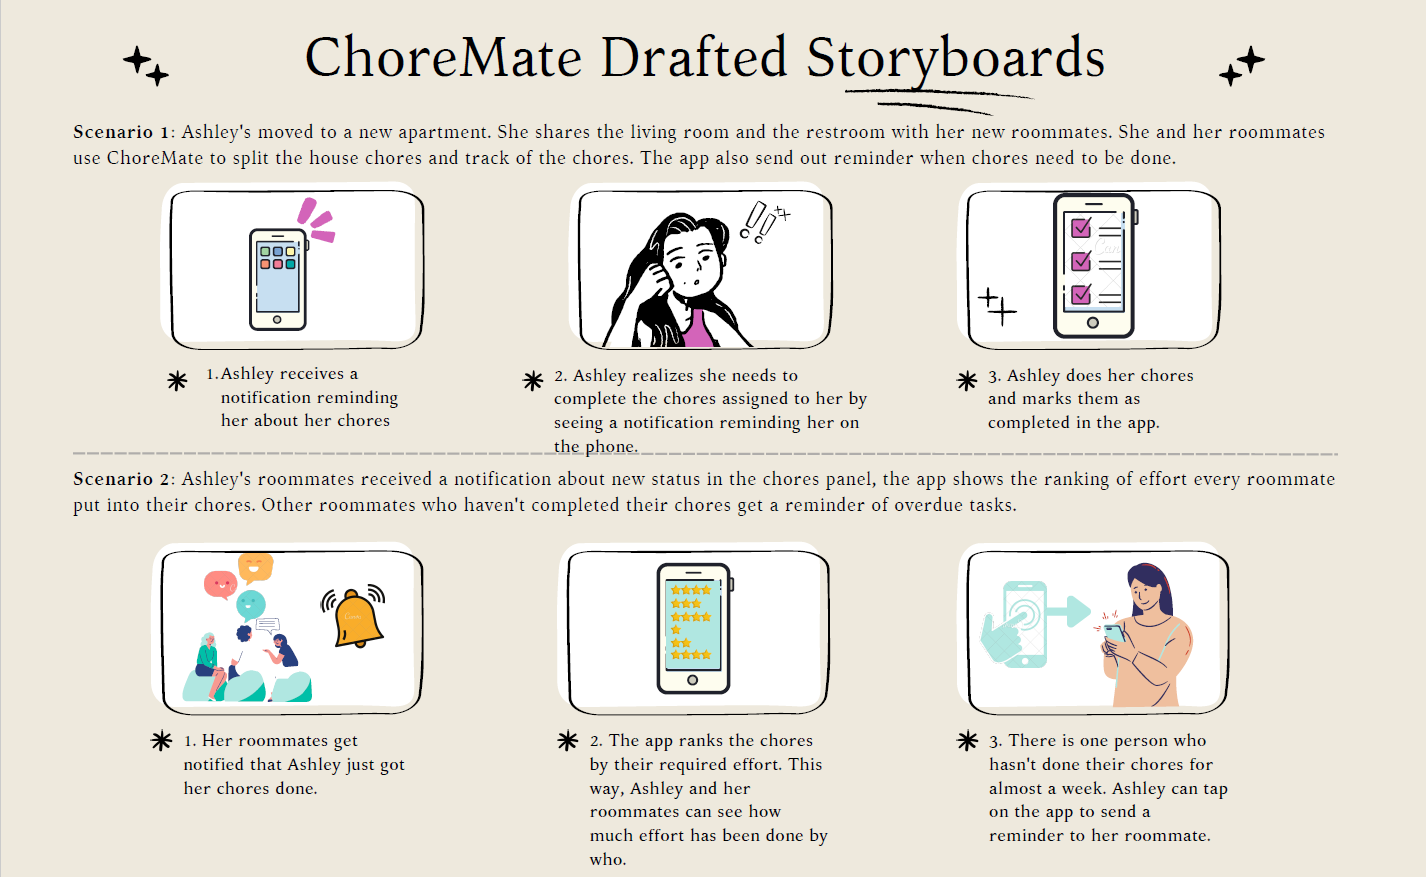 ChoreMate Drafted Storyboards
Scenario 1: Ashley's moved to a new apartment. She shares the living room and the restroom with her new roommates. She and her roommates
use ChoreMate to split the house chores and track of the chores. The app also send out reminder when chores need to be done.
1.Ashley receives a
notification reminding
her about her chores
2. Ashley realizes she needs to
complete the chores assigned to her by
seeing a notification reminding her on
the phone.
3. Ashley does her chores
and marks them as
completed in the app.
Scenario 2: Ashley's roommates received a notification about new status in the chores panel, the app shows the ranking of effort every roommate
put into their chores. Other roommates who haven't completed their chores get a reminder of overdue tasks.
1. Her roommates get
notified that Ashley just got
her chores done.
2. The app ranks the chores
by their required effort. This
way, Ashley and her
roommates can see how
much effort has been done by
who.
3. There is one person who
hasn't done their chores for
almost a week. Ashley can tap
on the app to send a
reminder to her roommate.